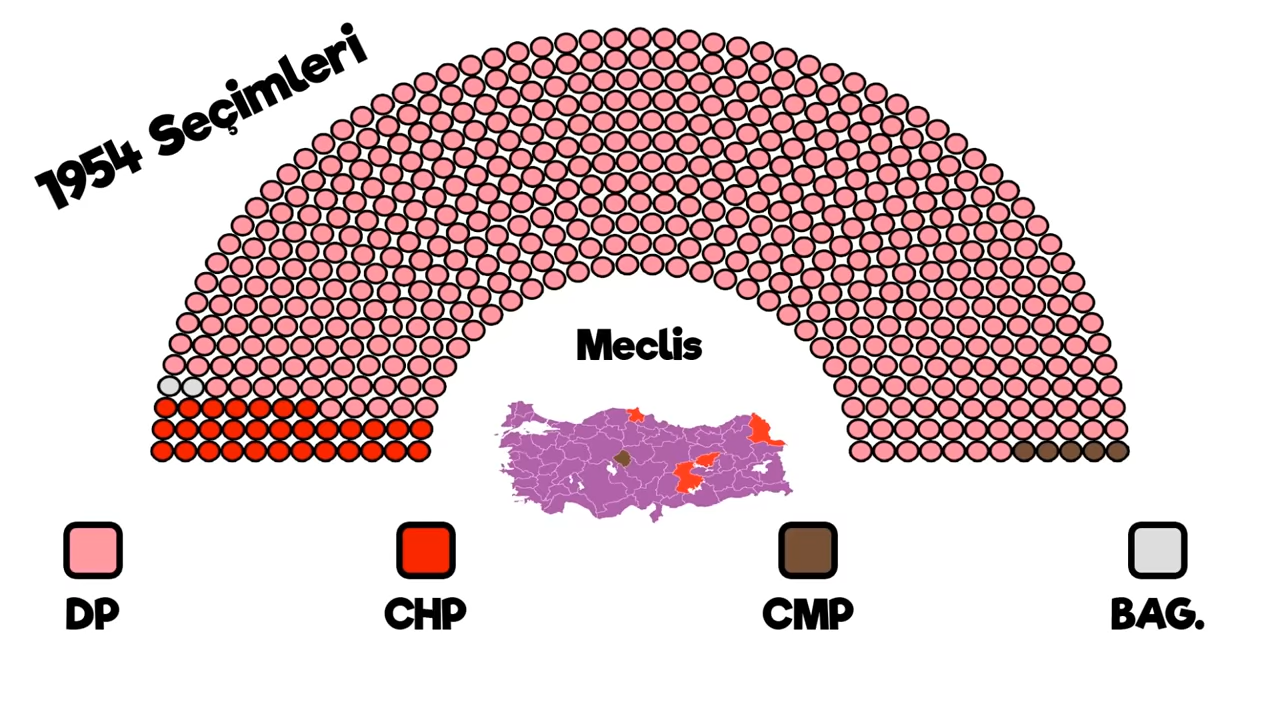 1954 Seçimleri
Meclis
DP
CHP
CMP
BAG.